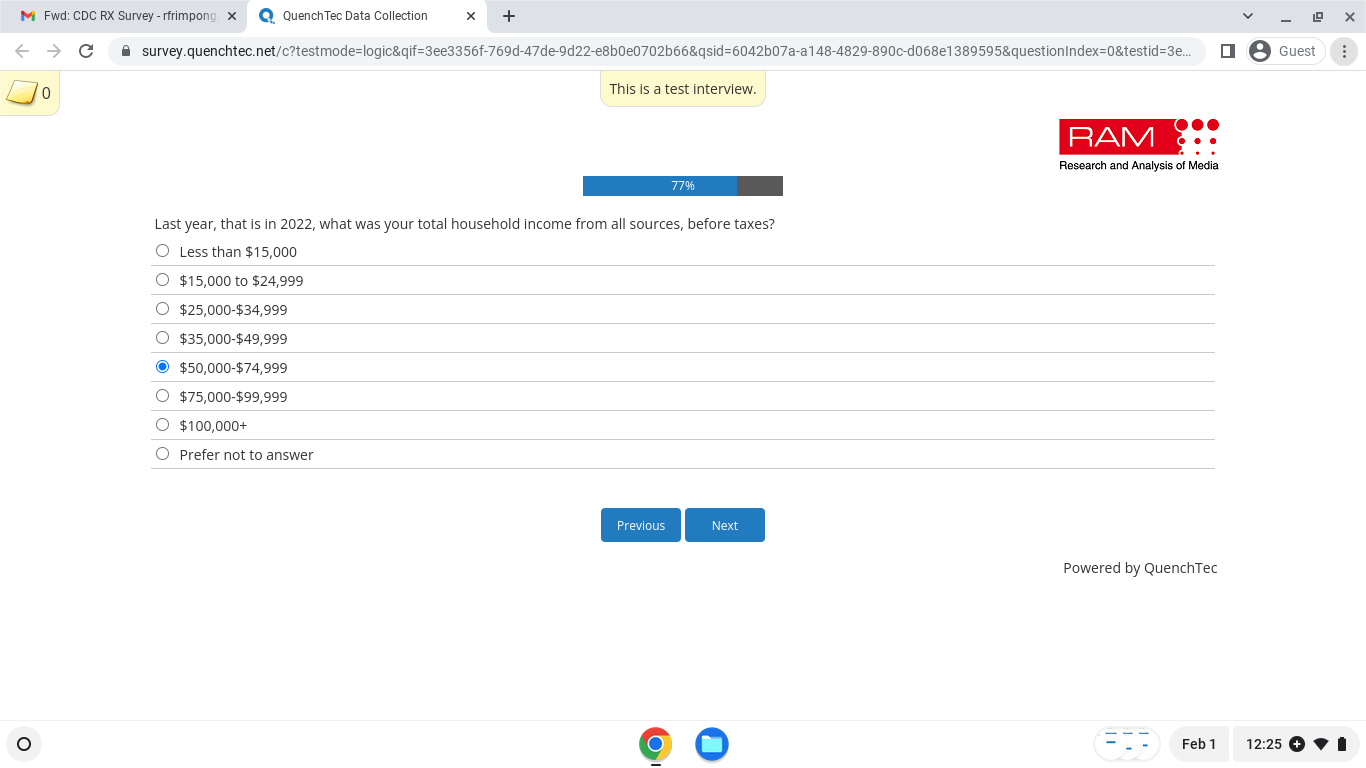 Fwd: CDC RX Survey - rfrimpong
QuenchTec Data Collection
survey.quenchtec.net/c?testmode=logic&qif=3ee3356f-769d-47de-9d22-e8b0e0702b66&qsid=6042b07a-a148-4829-890c-d068e1389595&questionIndex=0&testid=3e...
Guest
0
This is a test interview.
RAM
Research and Analysis of Media
77%
Last year, that is in 2022, what was your total household income from all sources, before taxes?
Less than $15,000
$15,000 to $24,999
$25,000-$34,999
$35,000-$49,999
$50,000-$74,999
$75,000-$99,999
$100,000+
Prefer not to answer
Previous
Next
Powered by QuenchTec
Feb 1
12:25